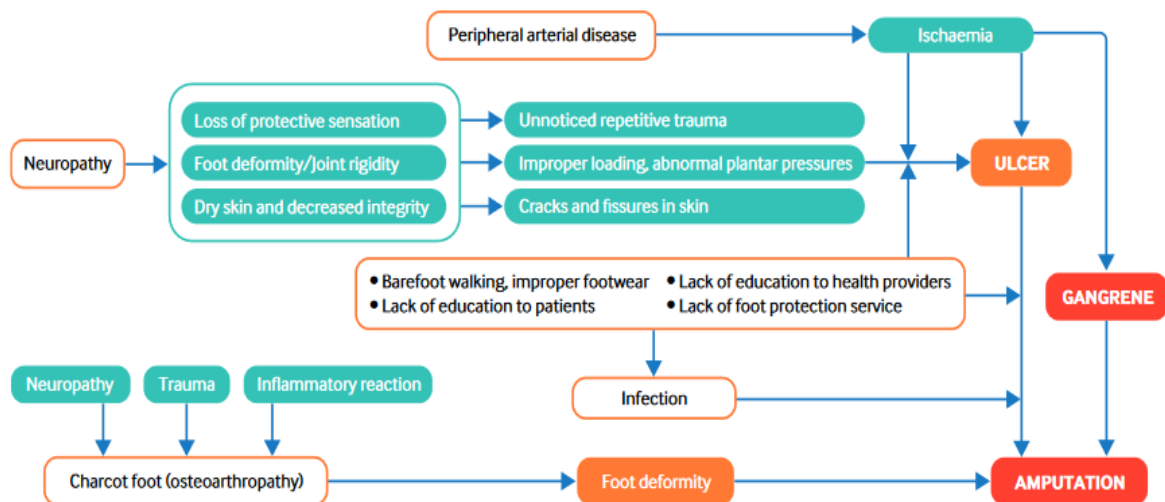 Peripheral arterial disease
Ischaemia
Loss of protective sensation
Unnoticed repetitive trauma
Neuropathy
Foot deformity/Joint rigidity
Improper loading, abnormal plantar pressures
ULCER
Dry skin and decreased integrity
Cracks and fissures in skin
• Barefoot walking, improper footwear
• Lack of education to health providers
• Lack of education to patients
• Lack of foot protection service
GANGRENE
Neuropathy
Trauma
Inflammatory reaction
Infection
Charcot foot (osteoarthropathy)
Foot deformity
AMPUTATION